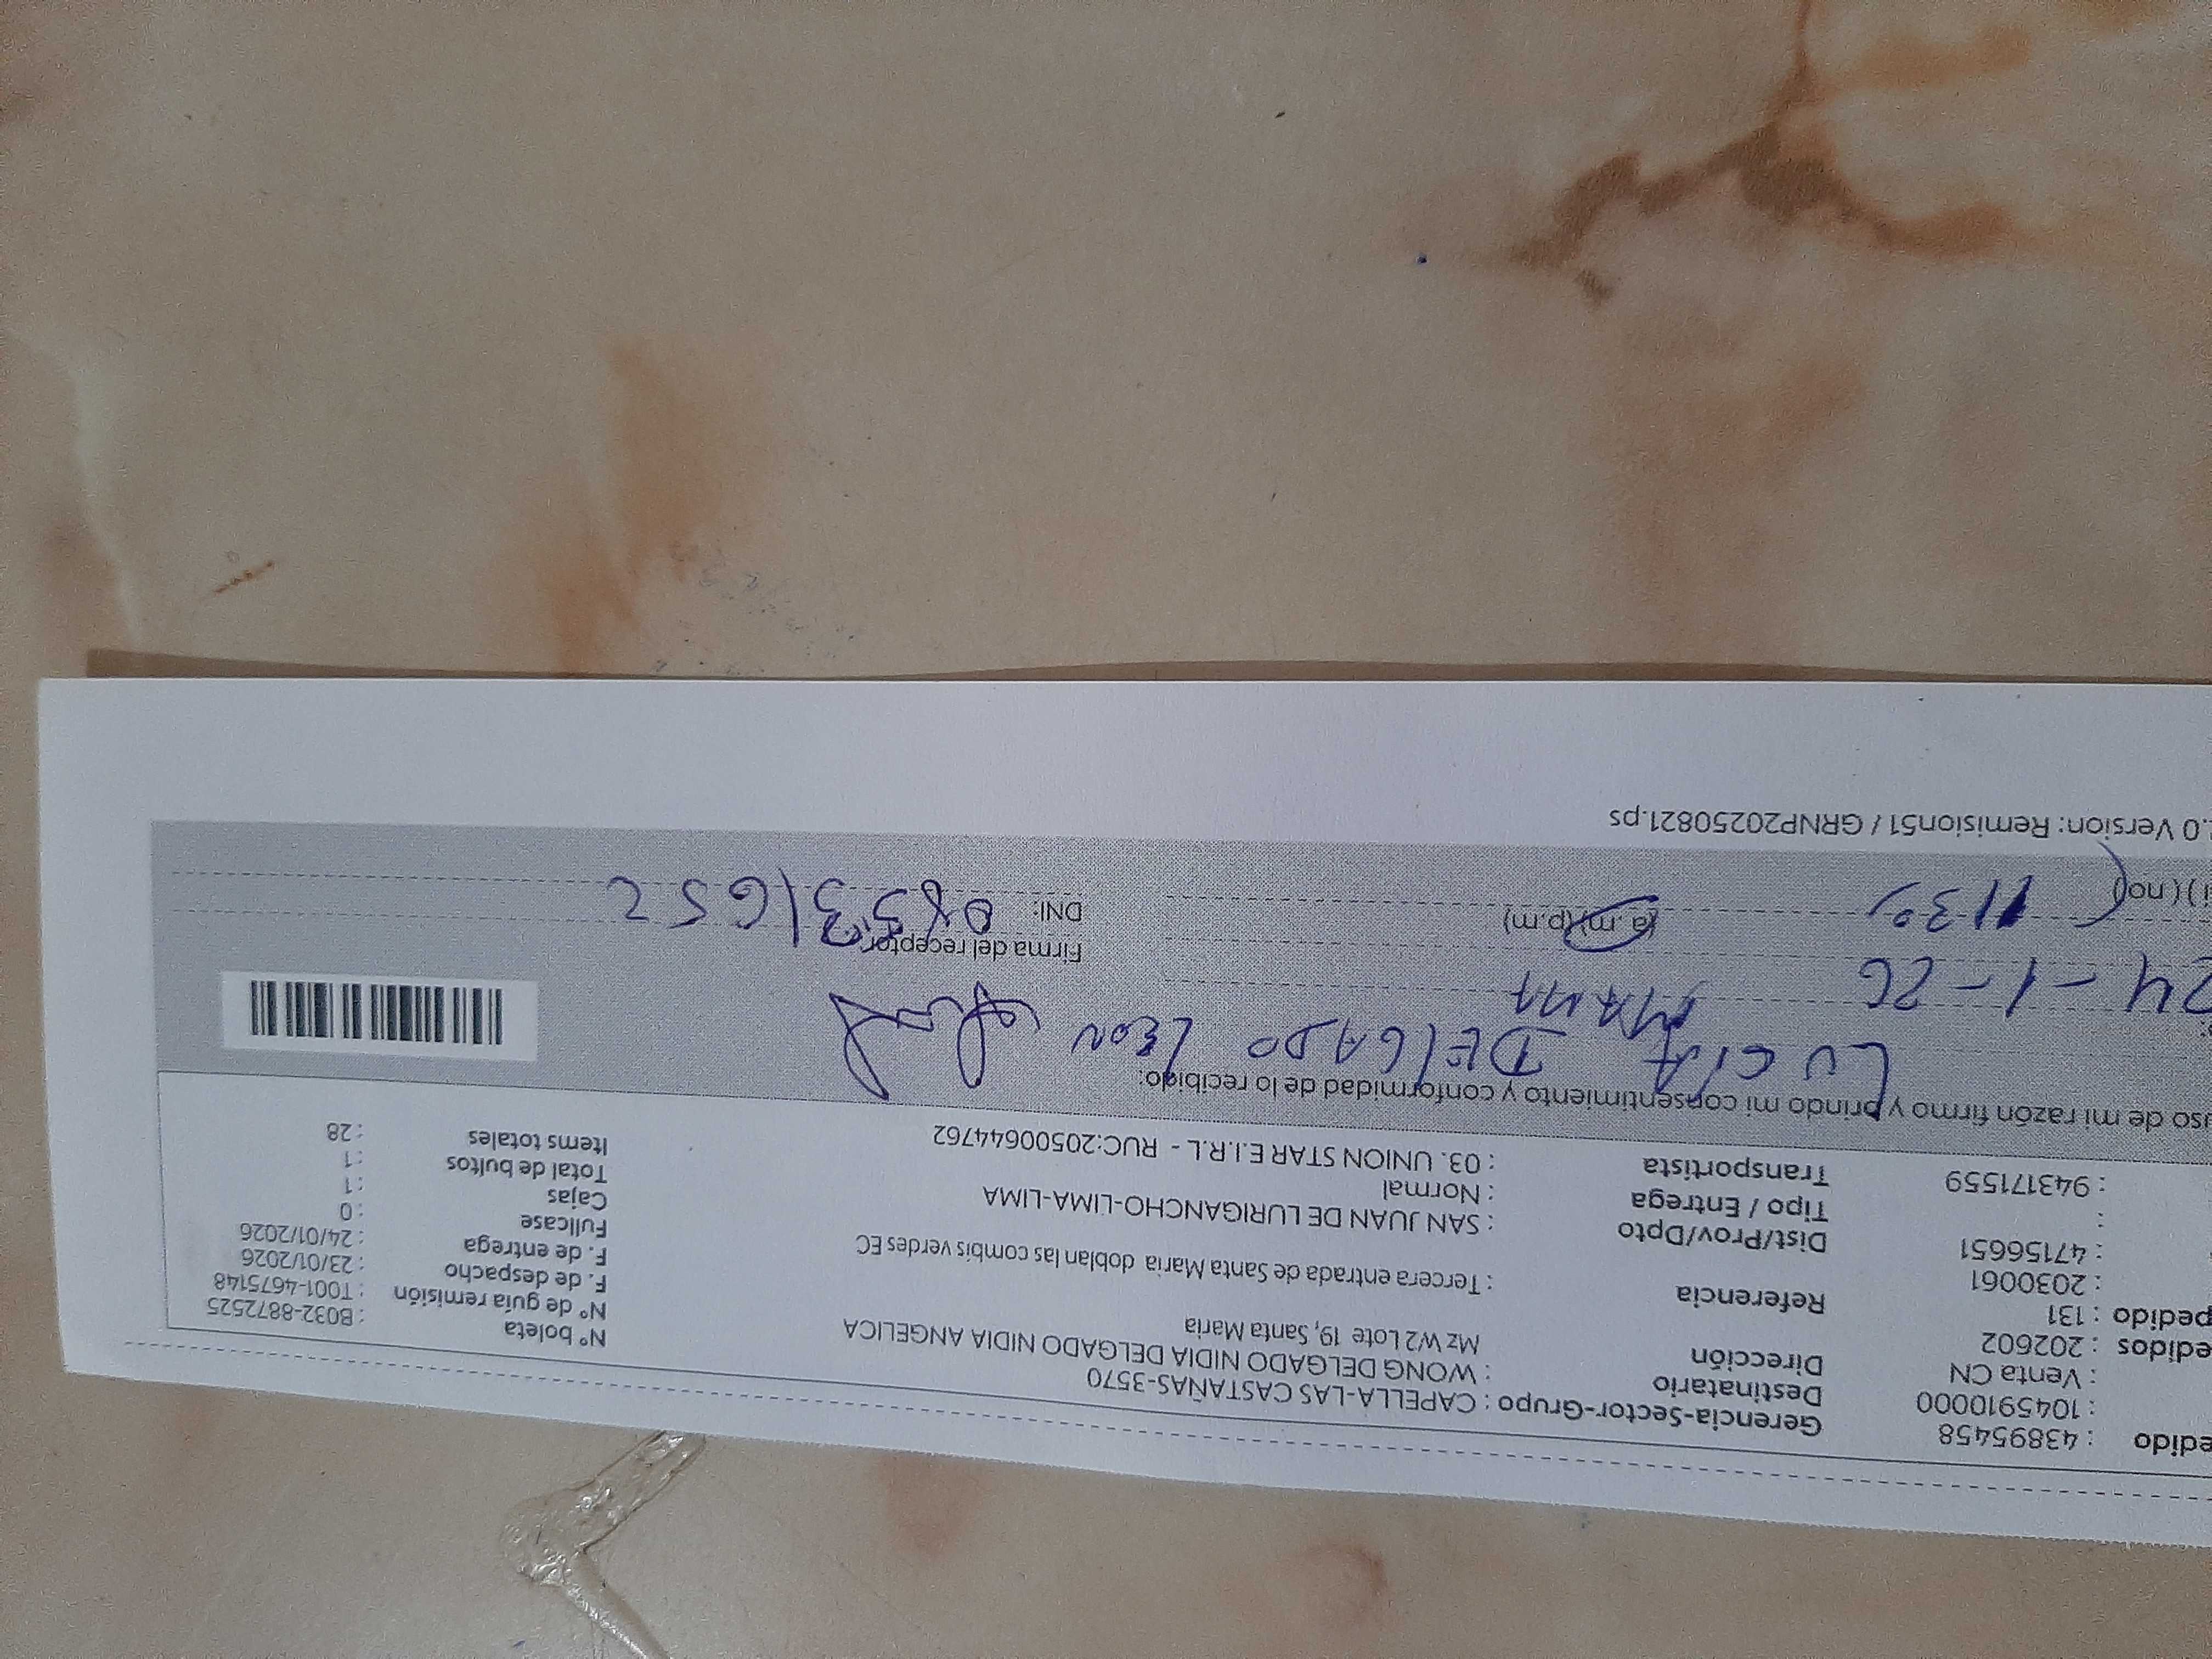 edido : 43895458 Gerencia-Sector-Grupo : CAPELLA-LAS CASTAÑAS-3570
: 1045910000 Destinatario : WONG DELGADO NIDIA DELGADO NIDIA ANGELICA Nº boleta : B032-8872525
: Venta CN Dirección Mz W2 Lote 19, Santa Maria Nº de guía remisión : T001-4675148
edidos : 202602 F. de despacho : 23/01/2026
pedido : 131 Referencia : Tercera entrada de Santa Maria doblan las combis verdes EC F. de entrega : 24/01/2026
: 2030061 Fullcase : 0
: 47156651 Dist/Prov/Dpto : SAN JUAN DE LURIGANCHO-LIMA-LIMA Cajas : 1
: Tipo / Entrega : Normal Total de bultos : 1
: 943171559 Transportista : 03. UNION STAR E.I.R.L - RUC:20500644762 Items totales : 28
uso de mi razón firmo y brindo mi consentimiento y conformidad de lo recibido:
LUCIA DELGADO LEON
MAMA
24-1-26
Firma del receptor
i) (no) 1130 (a.m) (p.m) DNI: 08531652
.0 Version: Remision51 / GRNP20250821.ps